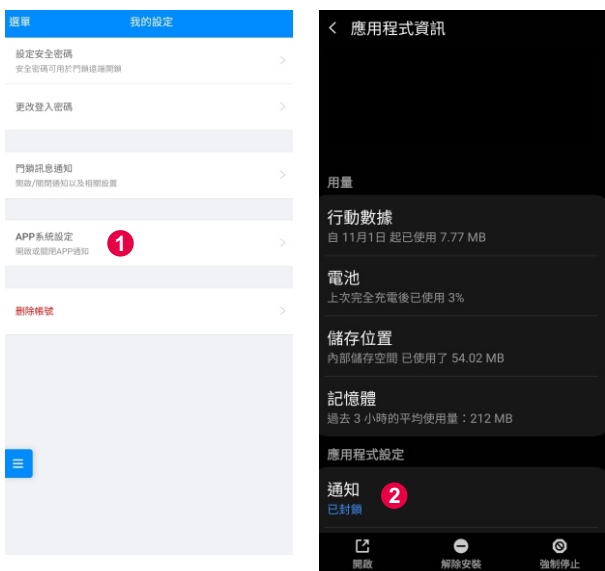 選單
我的設定
設定安全密碼
安全密碼可用於門鎖遠端開鎖
更改登入密碼
門鎖訊息通知
開啟/關閉通知以及相關設置
APP系統設定
開啟或關閉APP通知
1
刪除帳號
應用程式資訊
用量
行動數據
自 11月1日 起已使用 7.77 MB
電池
上次完全充電後已使用 3%
儲存位置
內部儲存空間 已使用了 54.02 MB
記憶體
過去 3 小時的平均使用量：212 MB
應用程式設定
通知
已封鎖
2
開啟
解除安裝
強制停止